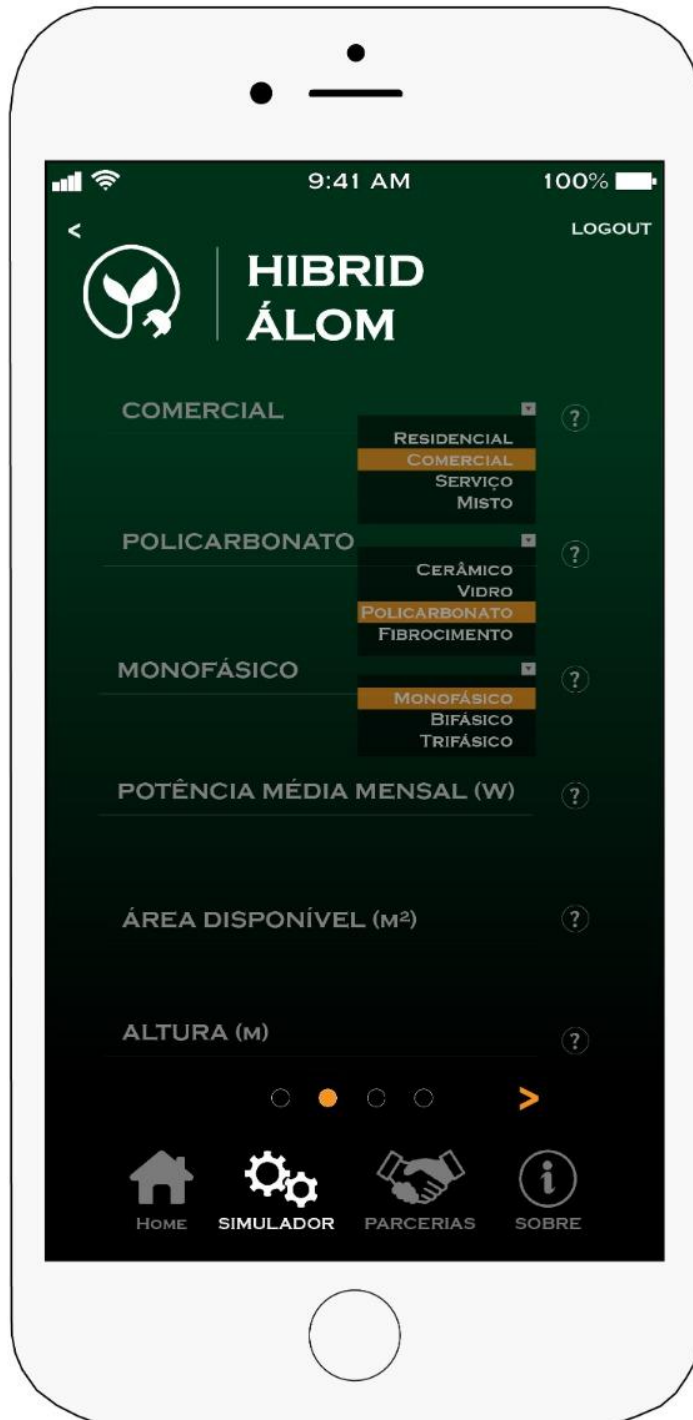 9:41 AM 100%
< LOGOUT
HIBRID
ÁLOM
COMERCIAL ?
RESIDENCIAL
COMERCIAL
SERVIÇO
MISTO
POLICARBONATO ?
CERÂMICO
VIDRO
POLICARBONATO
FIBROCIMENTO
MONOFÁSICO ?
MONOFÁSICO
BIFÁSICO
TRIFÁSICO
POTÊNCIA MÉDIA MENSAL (W) ?
ÁREA DISPONÍVEL (M²) ?
ALTURA (M) ?
>
HOME SIMULADOR PARCERIAS SOBRE